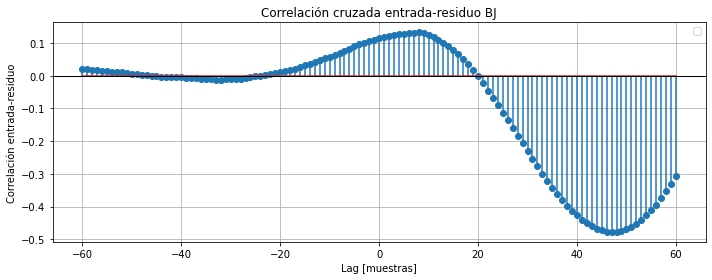 Correlación cruzada entrada-residuo BJ
Correlación entrada-residuo
0.1
0.0
−0.1
−0.2
−0.3
−0.4
−0.5
−60 −40 −20 0 20 40 60
Lag [muestras]